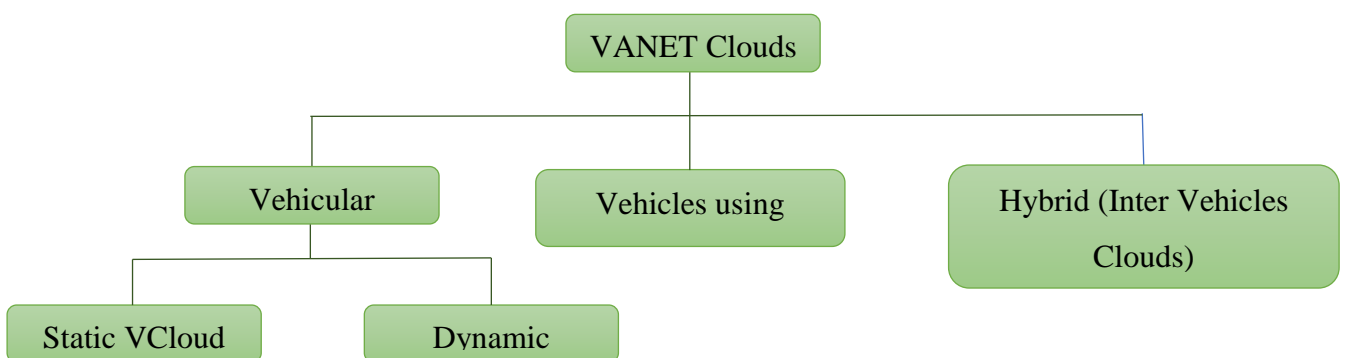 VANET Clouds
Vehicular
Vehicles using
Hybrid (Inter Vehicles
Clouds)
Static VCloud
Dynamic